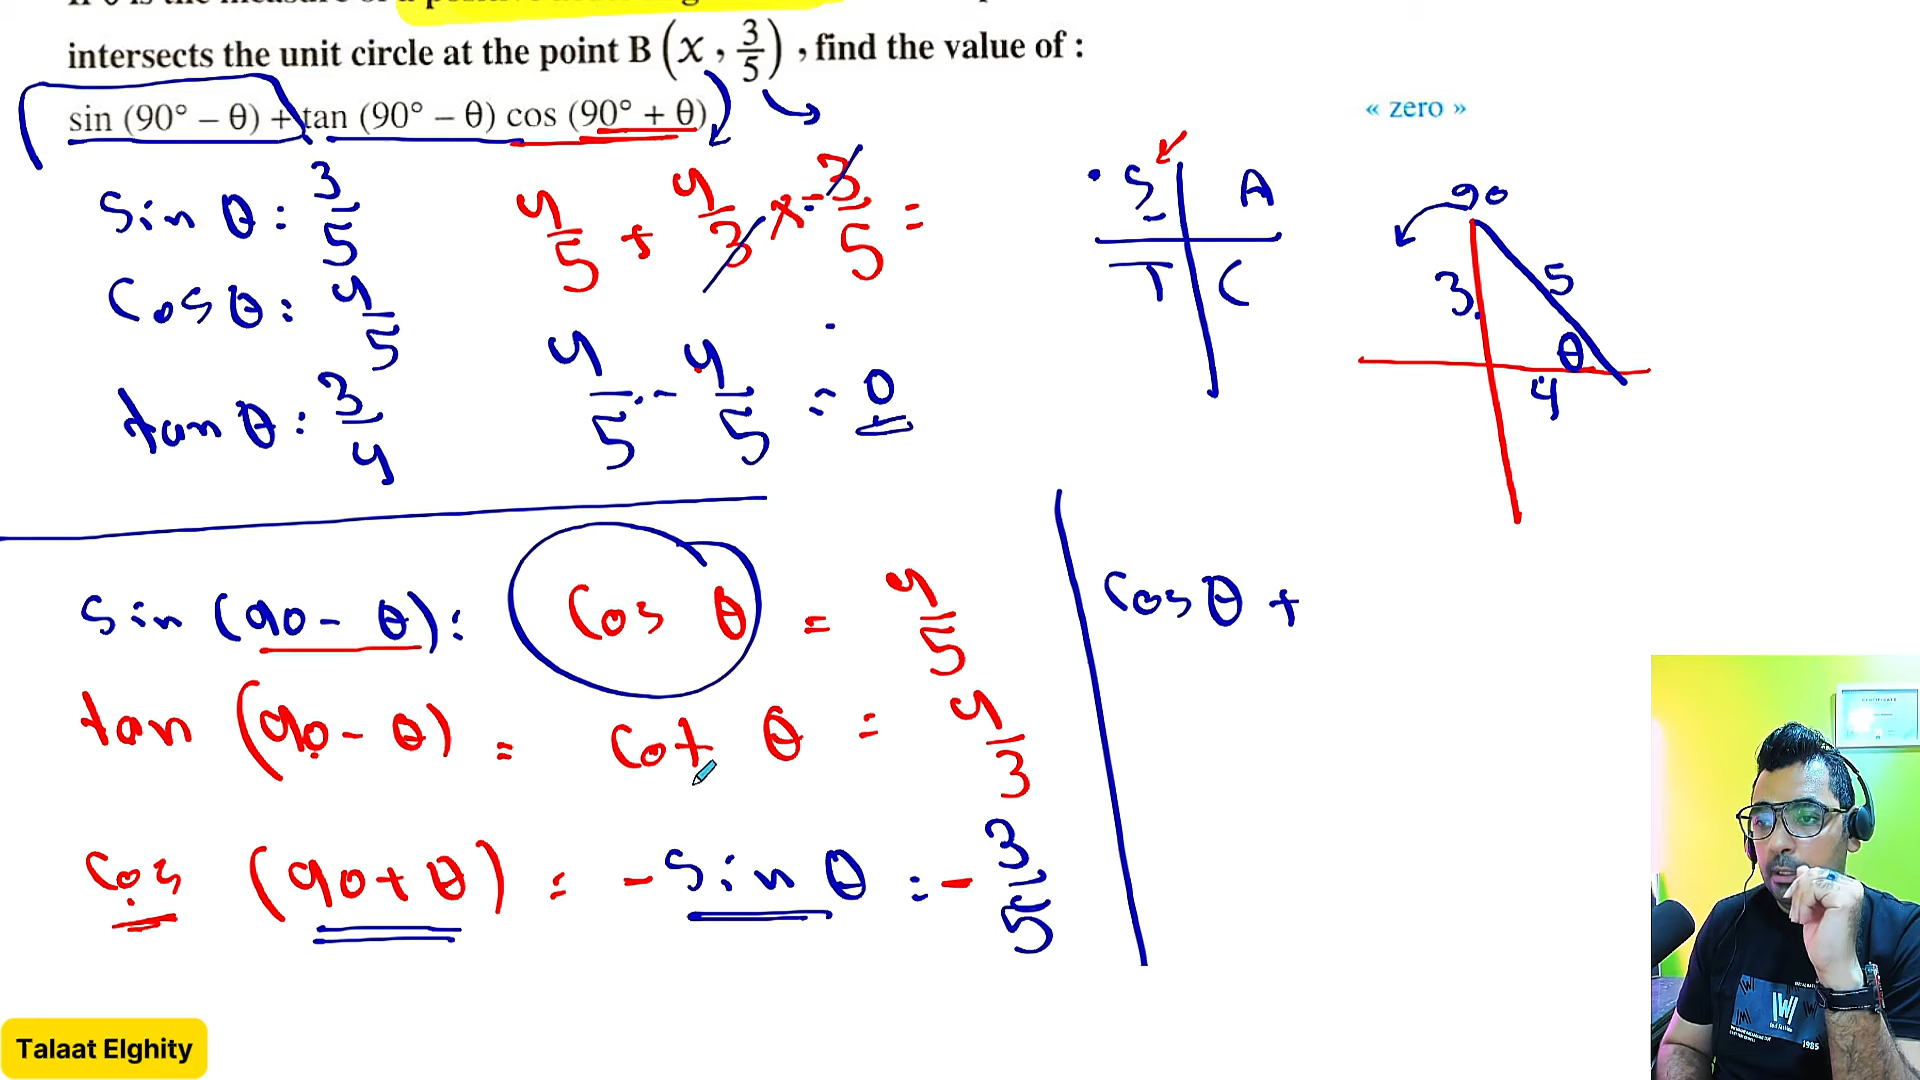 intersects the unit circle at the point B (x , 3/5) , find the value of :
sin (90° – θ) + tan (90° – θ) cos (90° + θ)
« zero »
sin θ : 3/5
4/5 + 4/3 × -3/5 =
cos θ : 4/5
4/5 - 4/5 = 0
tan θ : 3/4
S A
T C
90
3 5
θ
4
sin (90 - θ) : cos θ = 4/5
tan (90 - θ) = cot θ = 4/3
cos (90 + θ) = - sin θ = - 3/5
cos θ +
CERTIFICATE
W
1985
Talaat Elghity